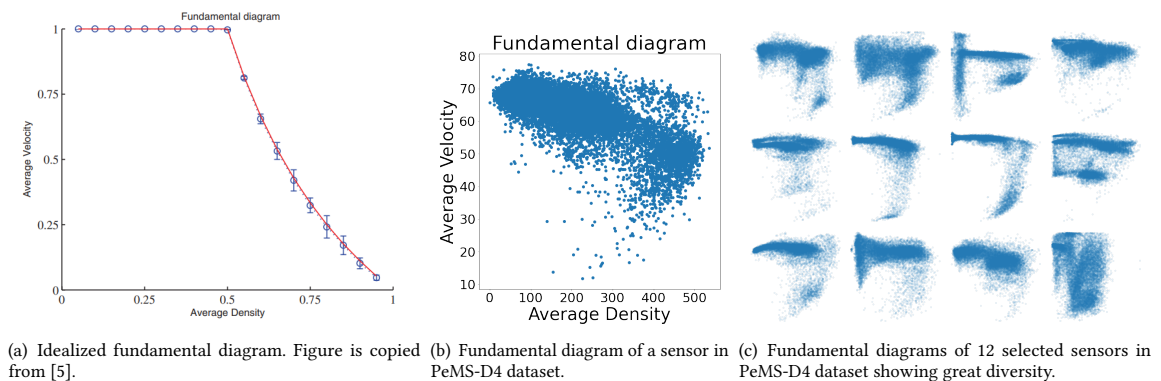 Fundamental diagram
1
0.75
0.5
0.25
0
Average Velocity
0
0.25
0.5
0.75
1
Average Density
Fundamental diagram
80
70
60
50
40
30
20
10
Average Velocity
0 100 200 300 400 500
Average Density
(a) Idealized fundamental diagram. Figure is copied
from [5].
(b) Fundamental diagram of a sensor in
PeMS-D4 dataset.
(c) Fundamental diagrams of 12 selected sensors in
PeMS-D4 dataset showing great diversity.